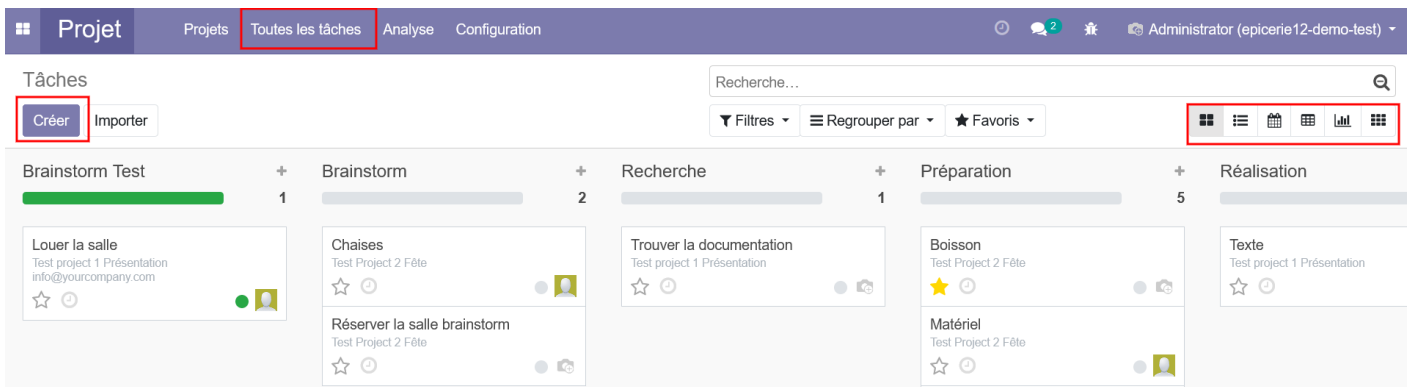 Projet Projets Toutes les tâches Analyse Configuration 2 Administrator (epicerie12-demo-test)
Tâches Recherche...
Créer Importer Filtres Regrouper par Favoris
Brainstorm Test Brainstorm Recherche Préparation Réalisation
1 2 1 5
Louer la salle
Test project 1 Présentation
info@yourcompany.com
Chaises
Test Project 2 Fête
Réserver la salle brainstorm
Test Project 2 Fête
Trouver la documentation
Test project 1 Présentation
Boisson
Test Project 2 Fête
Matériel
Test Project 2 Fête
Texte
Test project 1 Présentation